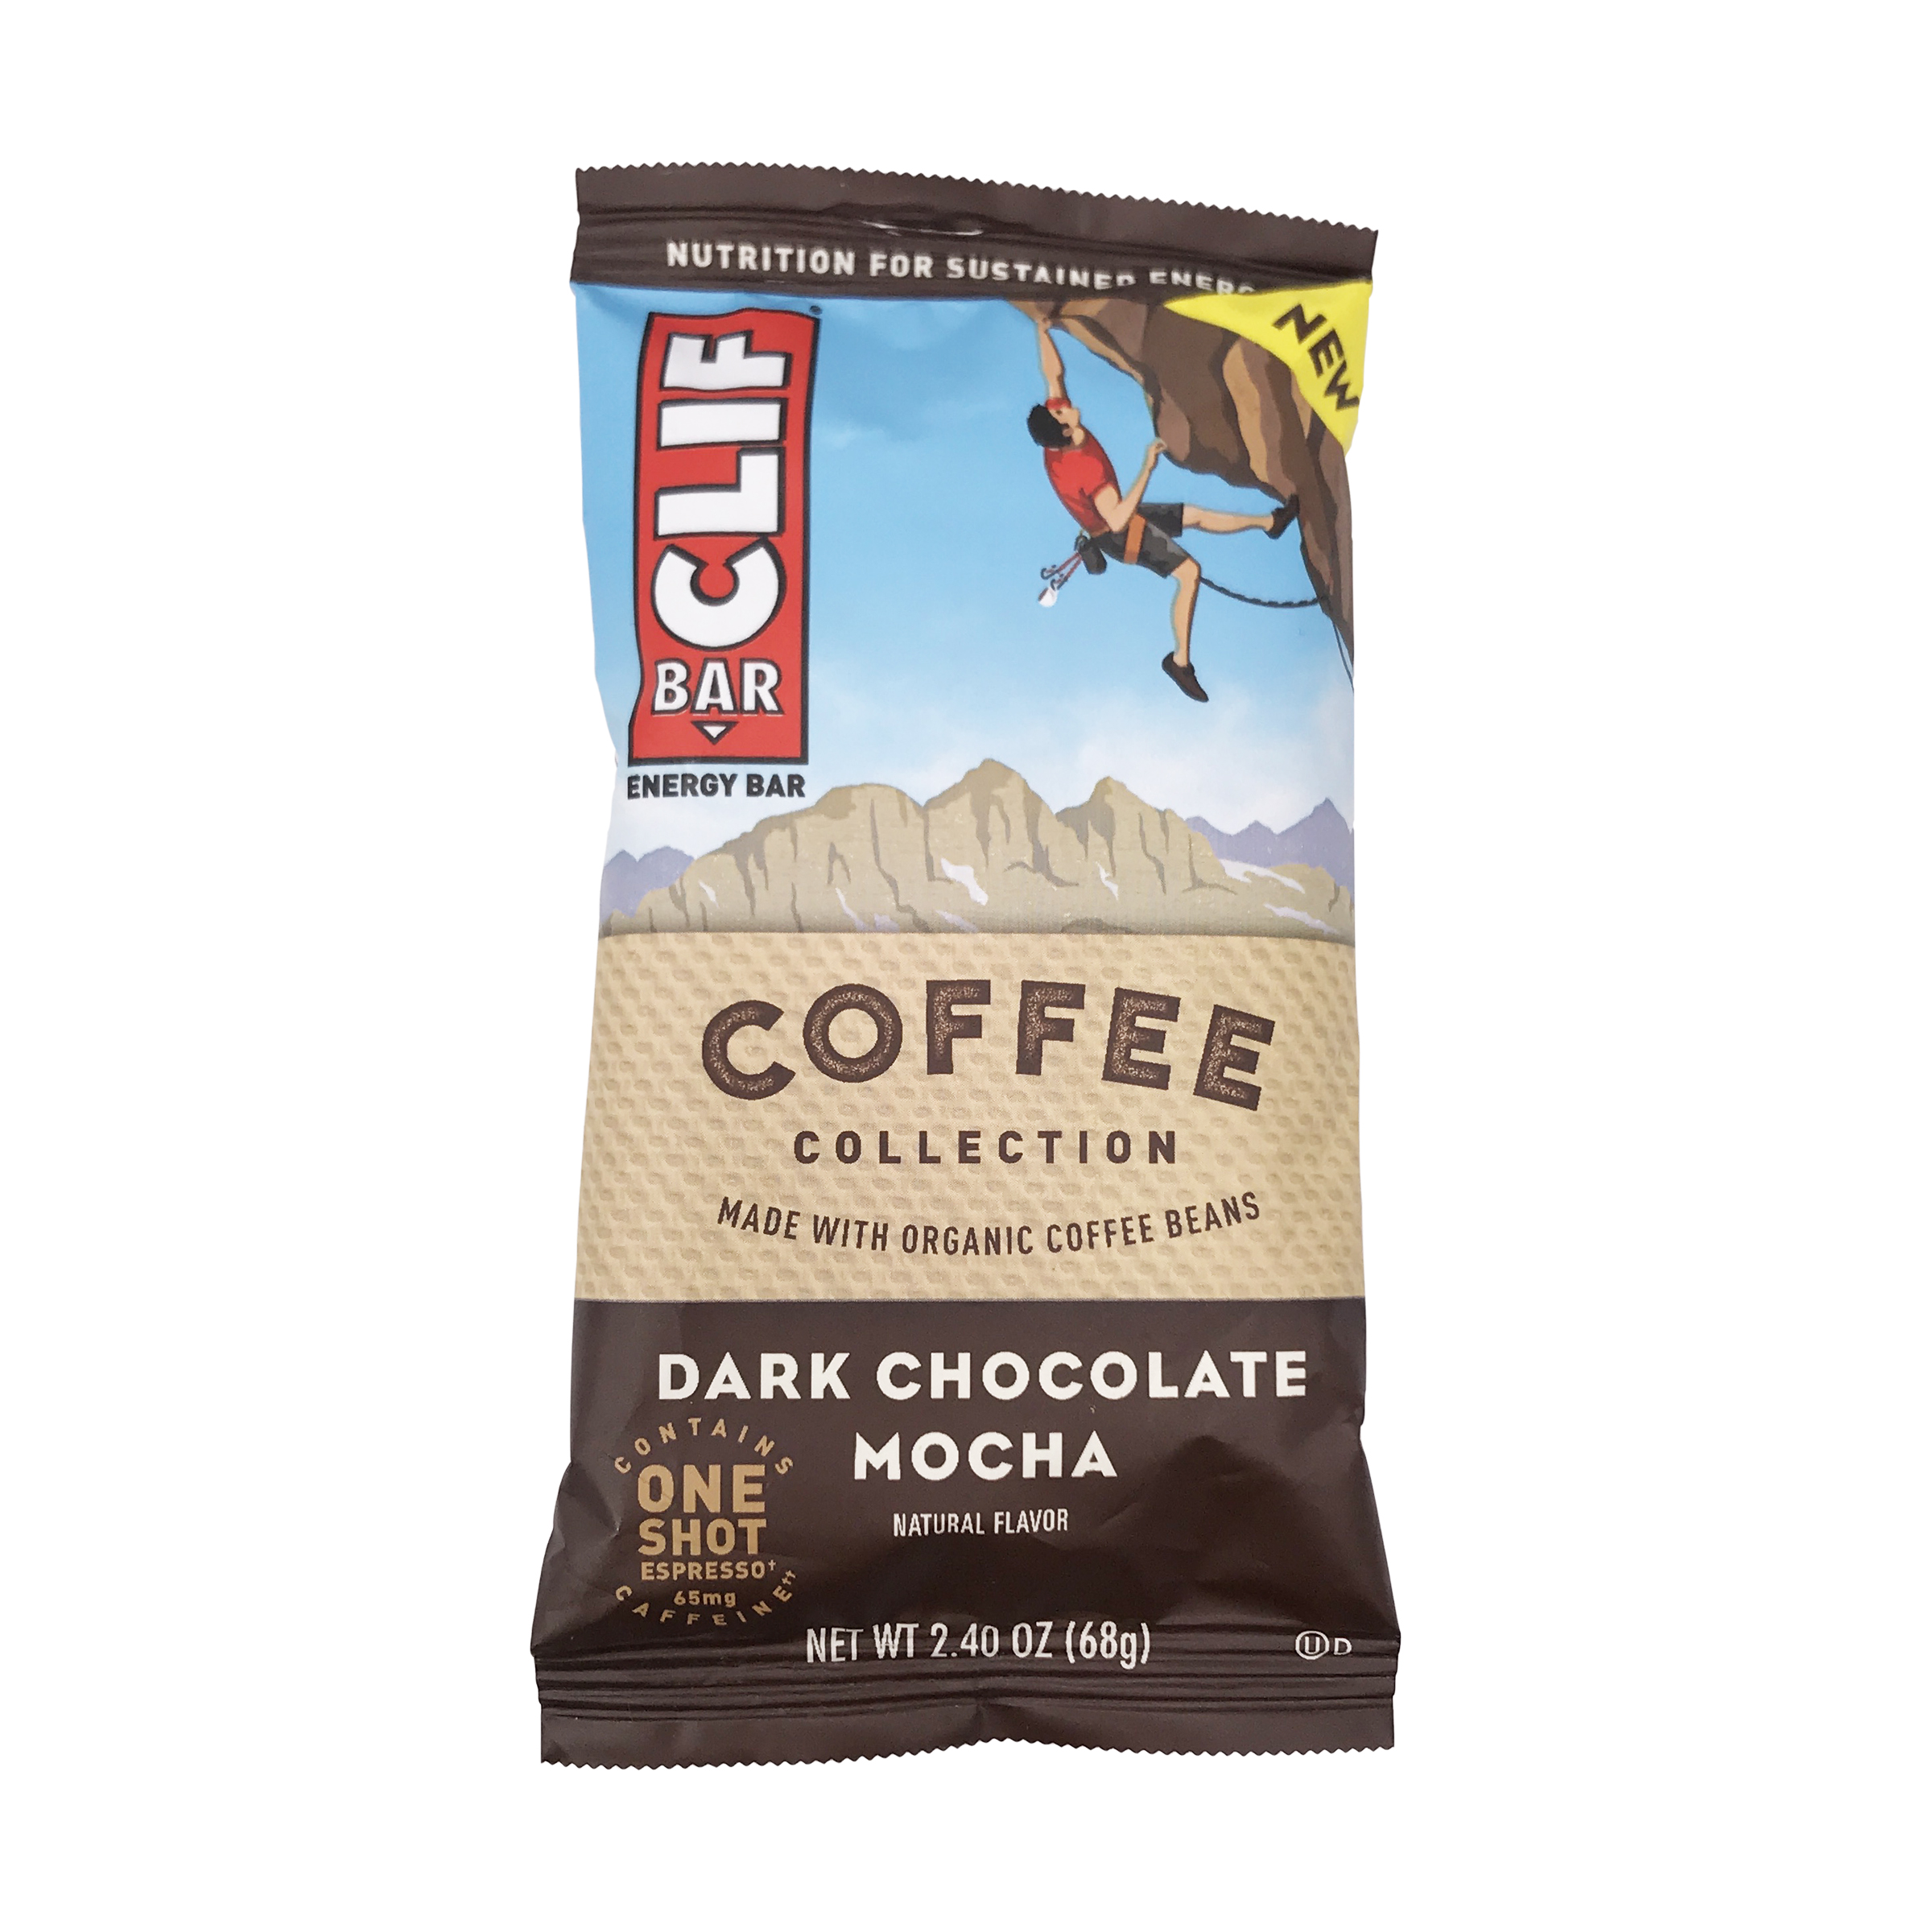 NUTRITION FOR SUSTAINED ENERG
NEW
CLIF
BAR
ENERGY BAR
COFFEE
COLLECTION
MADE WITH ORGANIC COFFEE BEANS
DARK CHOCOLATE
MOCHA
NATURAL FLAVOR
CONTAINS
ONE
SHOT
ESPRESSO†
65mg
CAFFEINE††
NET WT 2.40 OZ (68g)
Ⓤ D